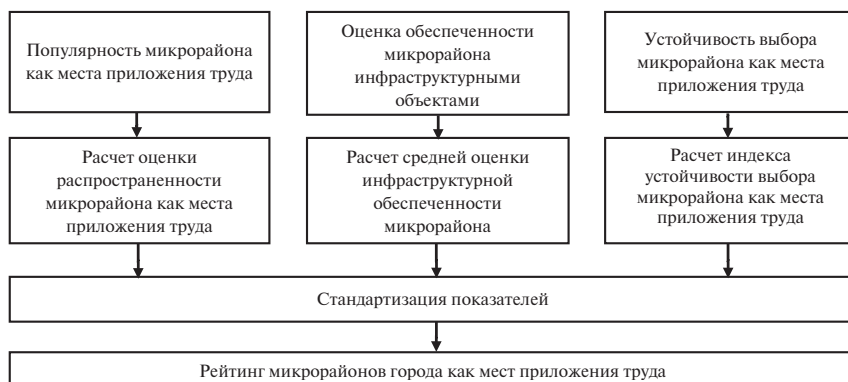 Популярность микрорайона
как места приложения труда
Оценка обеспеченности
микрорайона
инфраструктурными
объектами
Устойчивость выбора
микрорайона как места
приложения труда
Расчет оценки
распространенности
микрорайона как места
приложения труда
Расчет средней оценки
инфраструктурной
обеспеченности
микрорайона
Расчет индекса
устойчивости выбора
микрорайона как места
приложения труда
Стандартизация показателей
Рейтинг микрорайонов города как мест приложения труда